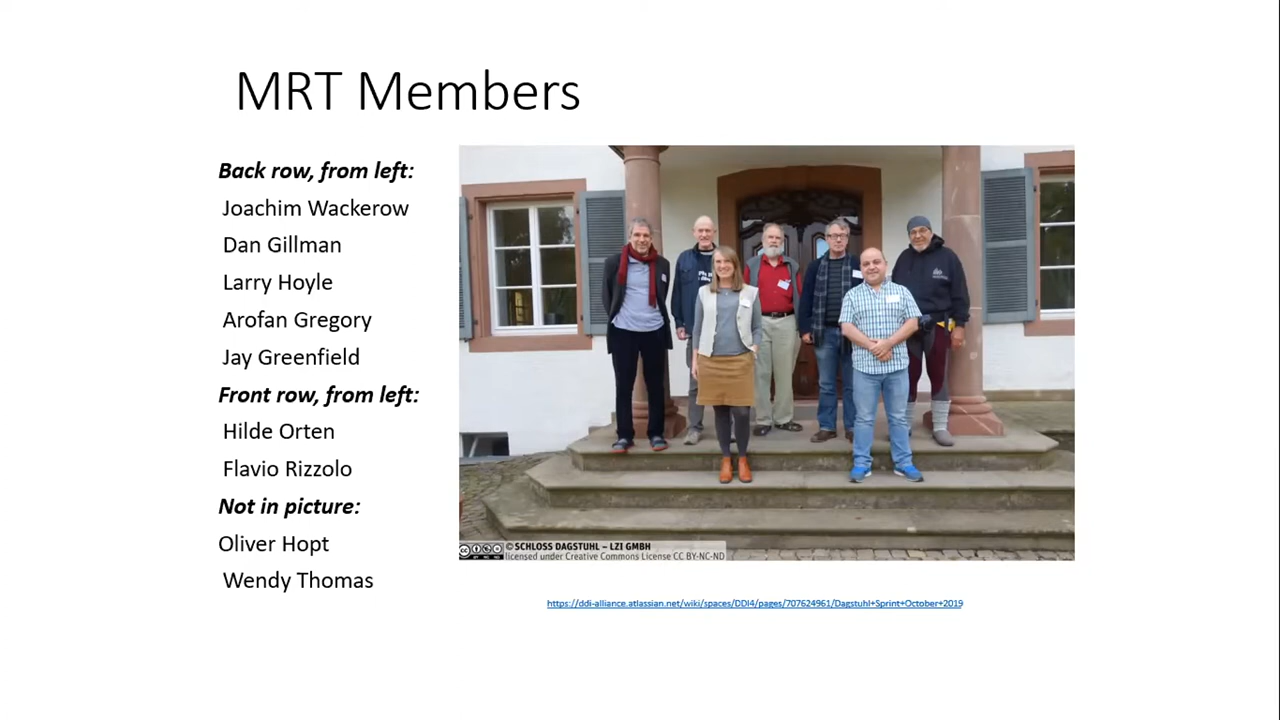 MRT Members
Back row, from left:
Joachim Wackerow
Dan Gillman
Larry Hoyle
Arofan Gregory
Jay Greenfield
Front row, from left:
Hilde Orten
Flavio Rizzolo
Not in picture:
Oliver Hopt
Wendy Thomas
© SCHLOSS DAGSTUHL – LZI GMBH
licensed under Creative Commons License CC BY-NC-ND
https://ddi-alliance.atlassian.net/wiki/spaces/DDI4/pages/707624961/Dagstuhl+Sprint+October+2019